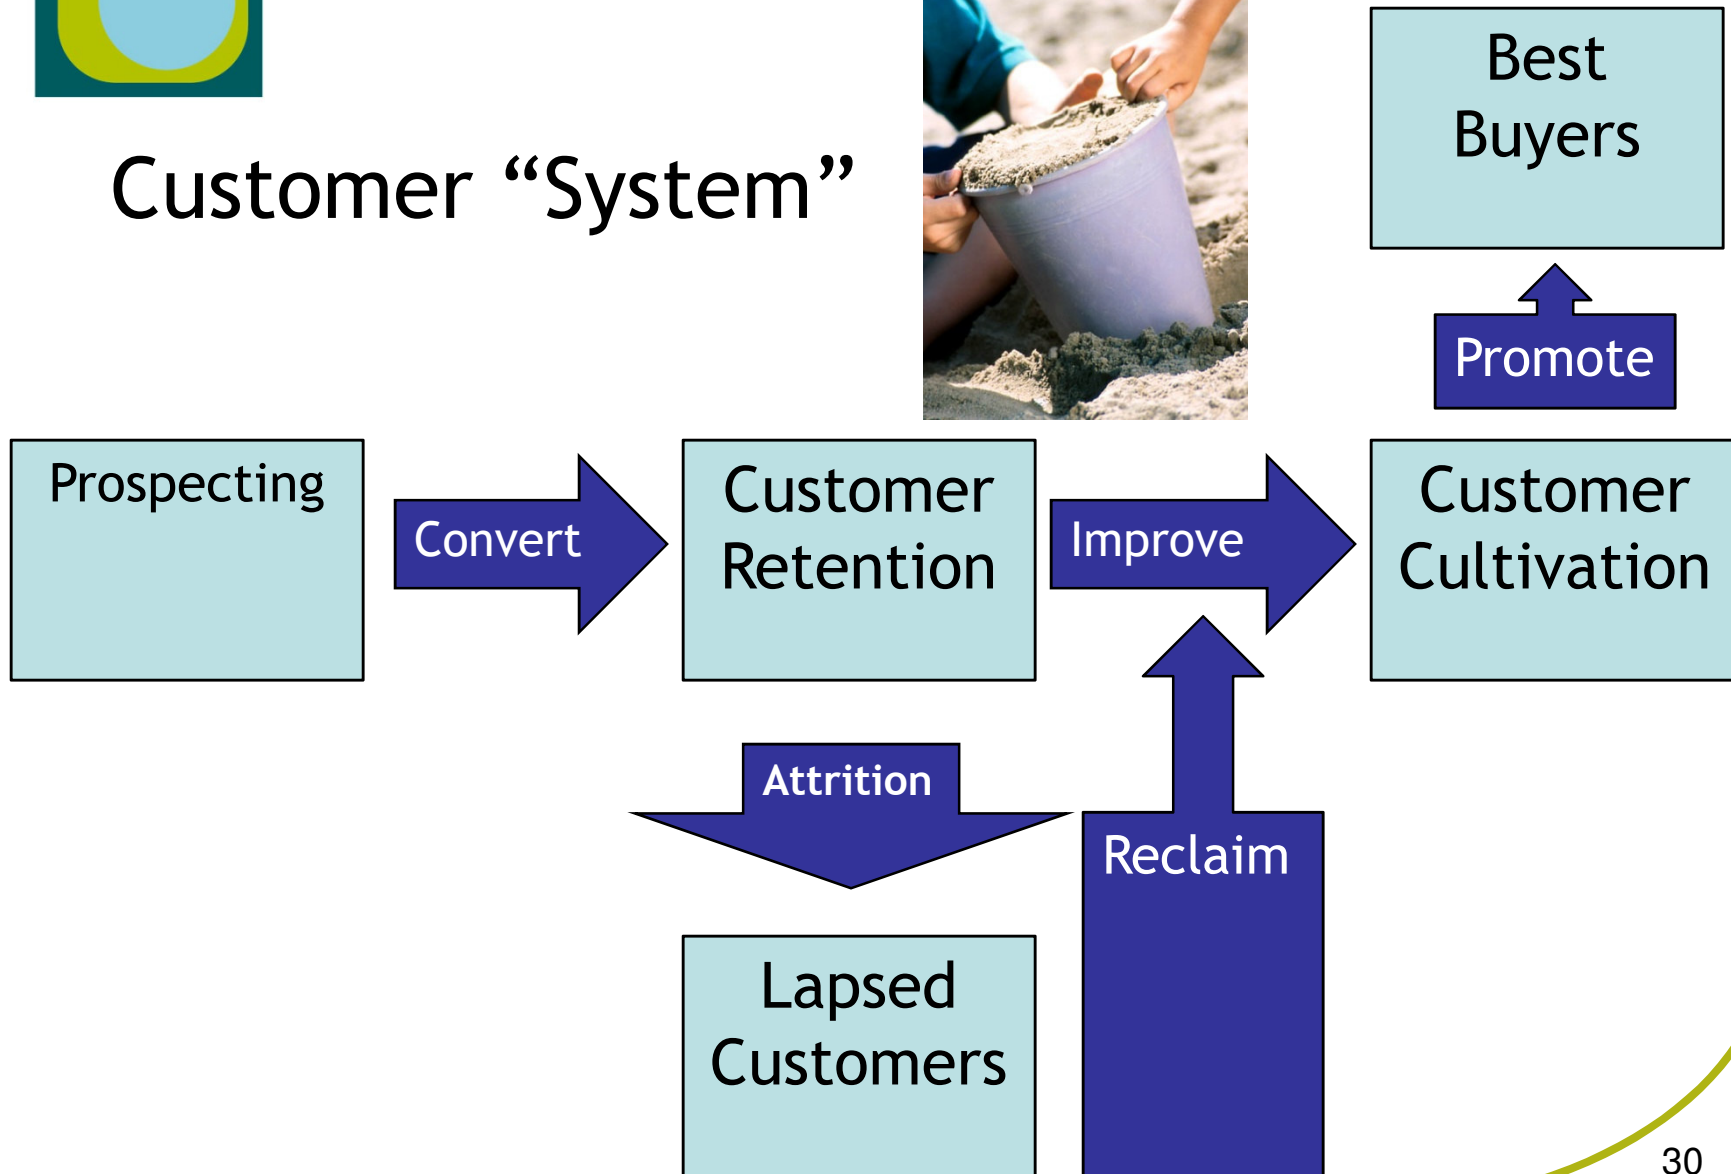 Customer “System”
Best
Buyers
Promote
Prospecting
Convert
Customer
Retention
Improve
Customer
Cultivation
Attrition
Reclaim
Lapsed
Customers
30